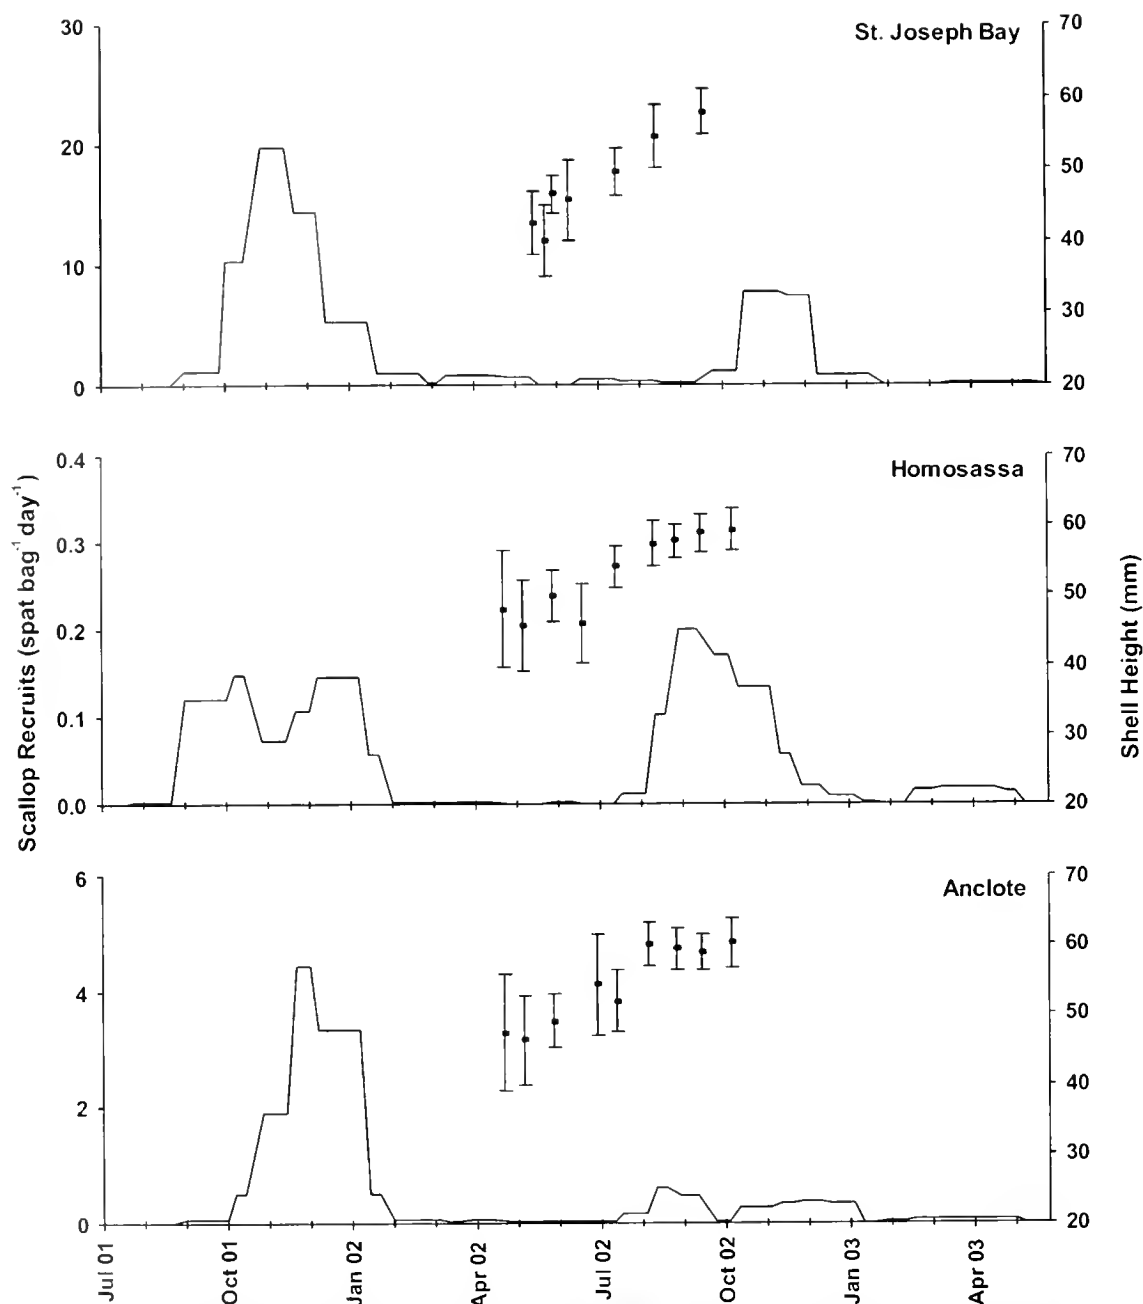 St. Joseph Bay
30
20
10
0
70
60
50
40
30
20
Homosassa
0.4
0.3
0.2
0.1
0.0
70
60
50
40
30
20
Scallop Recruits (spat bag⁻¹ day⁻¹)
Shell Height (mm)
Anclote
6
4
2
0
70
60
50
40
30
20
Jul 01
Oct 01
Jan 02
Apr 02
Jul 02
Oct 02
Jan 03
Apr 03